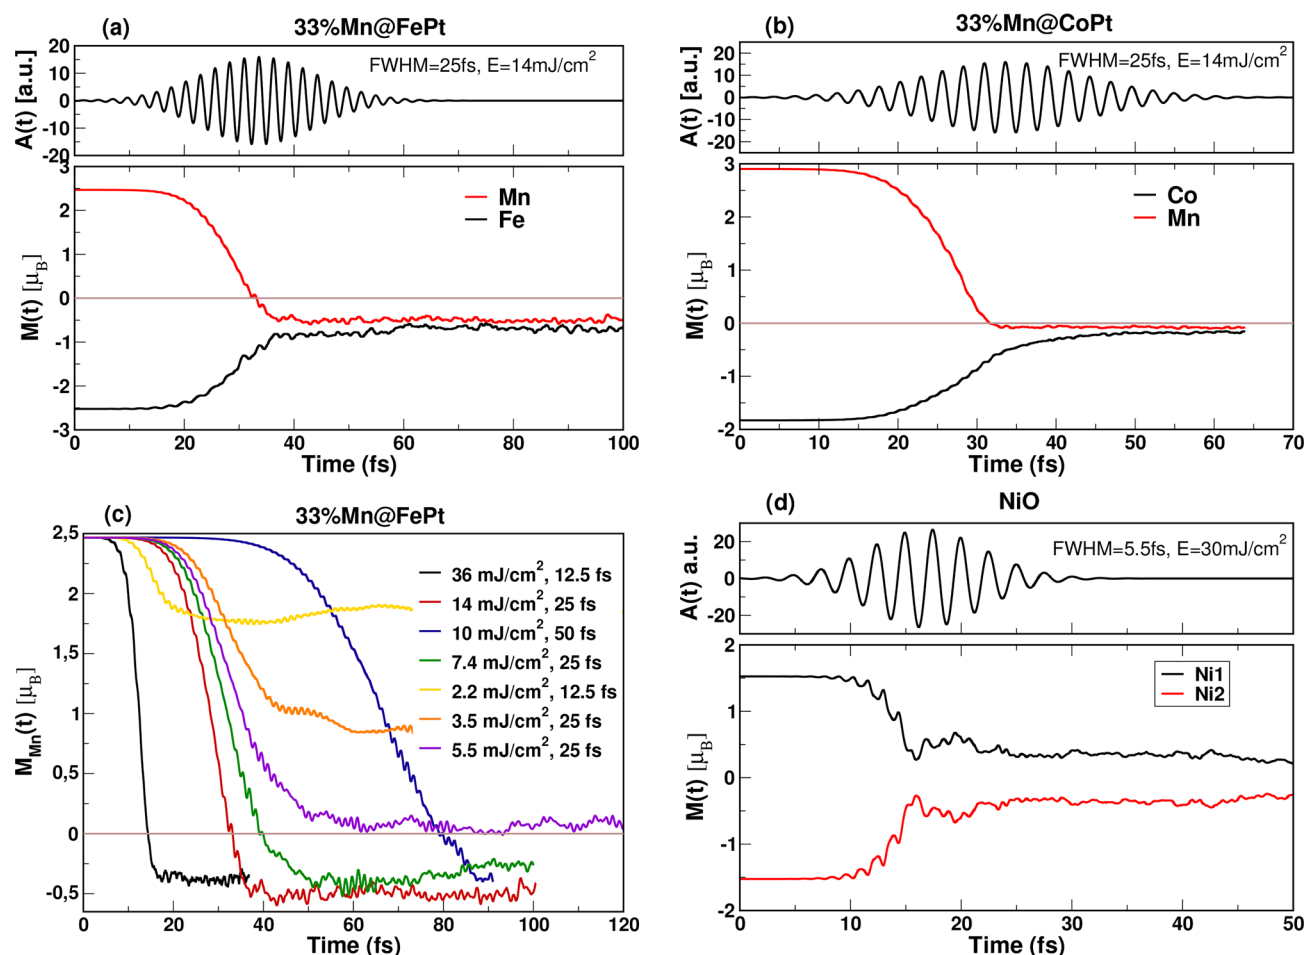 (a)
33%Mn@FePt
FWHM=25fs, E=14mJ/cm²
A(t) [a.u.]
20
10
0
-10
-20
Mn
Fe
M(t) [μ_B]
3
2
1
0
-1
-2
-3
0 20 40 60 80 100
Time (fs)
(b)
33%Mn@CoPt
FWHM=25fs, E=14mJ/cm²
A(t) [a.u.]
20
10
0
-10
-20
Co
Mn
M(t) [μ_B]
3
2
1
0
-1
-2
0 10 20 30 40 50 60 70
Time (fs)
(c)
33%Mn@FePt
36 mJ/cm², 12.5 fs
14 mJ/cm², 25 fs
10 mJ/cm², 50 fs
7.4 mJ/cm², 25 fs
2.2 mJ/cm², 12.5 fs
3.5 mJ/cm², 25 fs
5.5 mJ/cm², 25 fs
M_Mn(t) [μ_B]
2,5
2
1,5
1
0,5
0
-0,5
0 20 40 60 80 100 120
Time (fs)
(d)
NiO
FWHM=5.5fs, E=30mJ/cm²
A(t) a.u.
20
0
-20
Ni1
Ni2
M(t) [μ_B]
2
1
0
-1
-2
0 10 20 30 40 50
Time (fs)